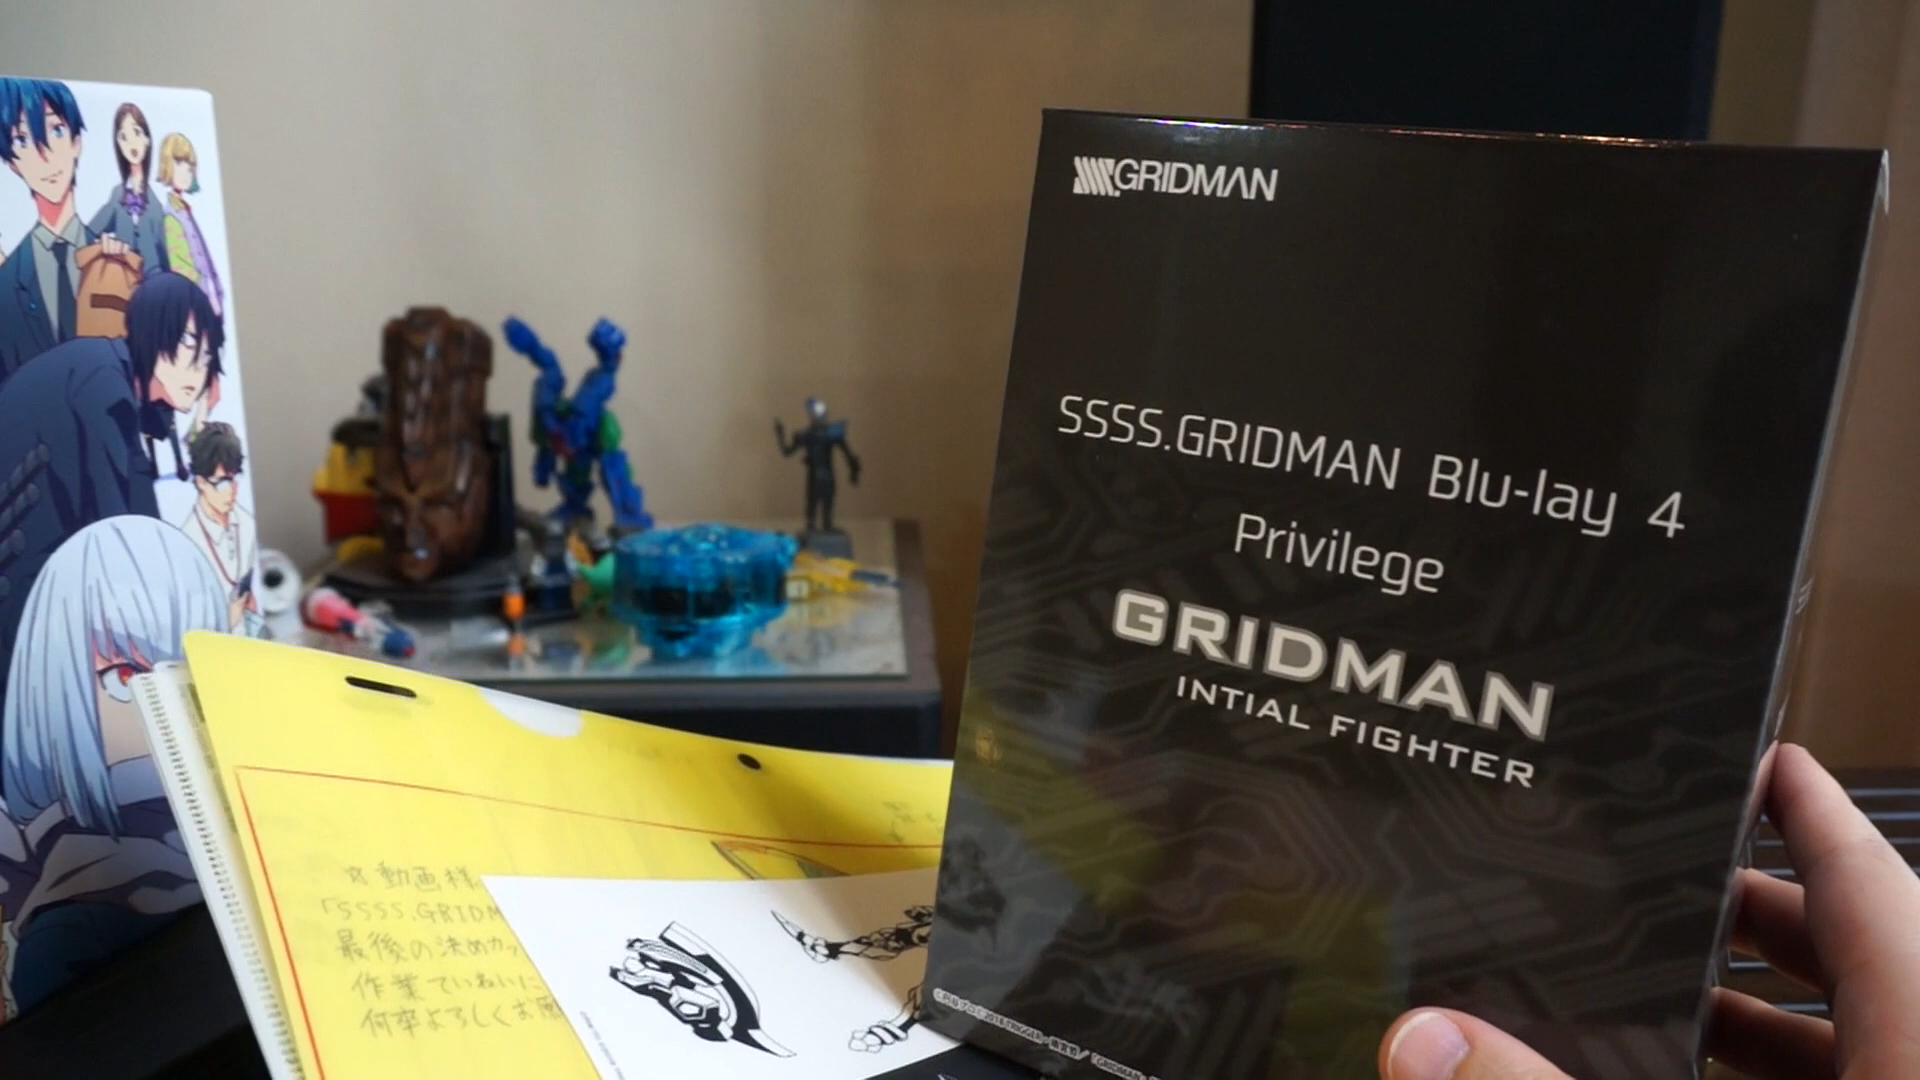 SSSS.GRIDMAN
SSSS.GRIDMAN Blu-lay 4
Privilege
GRIDMAN
INTIAL FIGHTER
☆動画様
「SSSS.GRIDM
最後の決めカッ
作業ていねいに
何卒よろしくお願